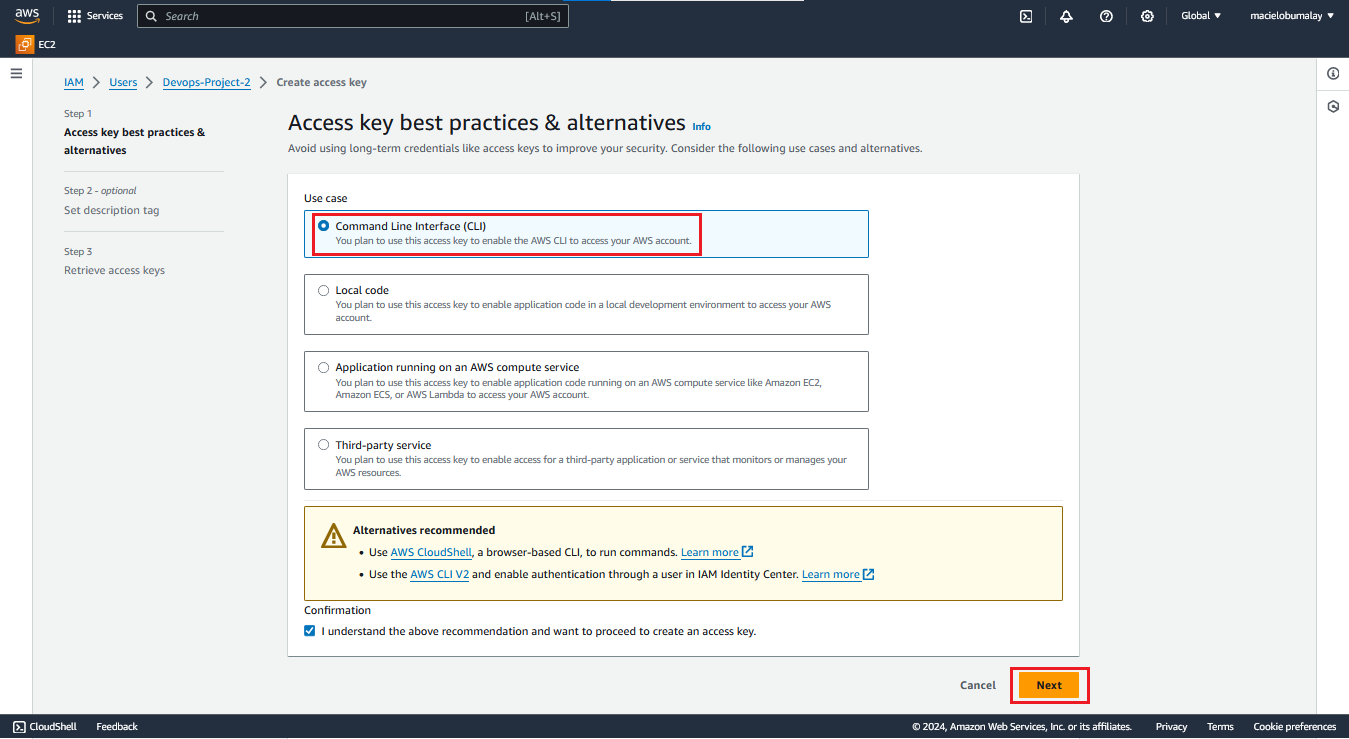 aws
Services
Search
[Alt+S]
Global
macielobumalay
EC2
IAM
Users
Devops-Project-2
Create access key
Step 1
Access key best practices &
alternatives
Step 2 - optional
Set description tag
Step 3
Retrieve access keys
Access key best practices & alternatives Info
Avoid using long-term credentials like access keys to improve your security. Consider the following use cases and alternatives.
Use case
Command Line Interface (CLI)
You plan to use this access key to enable the AWS CLI to access your AWS account.
Local code
You plan to use this access key to enable application code in a local development environment to access your AWS
account.
Application running on an AWS compute service
You plan to use this access key to enable application code running on an AWS compute service like Amazon EC2,
Amazon ECS, or AWS Lambda to access your AWS account.
Third-party service
You plan to use this access key to enable access for a third-party application or service that monitors or manages your
AWS resources.
Alternatives recommended
• Use AWS CloudShell, a browser-based CLI, to run commands. Learn more
• Use the AWS CLI V2 and enable authentication through a user in IAM Identity Center. Learn more
Confirmation
I understand the above recommendation and want to proceed to create an access key.
Cancel
Next
CloudShell
Feedback
© 2024, Amazon Web Services, Inc. or its affiliates.
Privacy
Terms
Cookie preferences